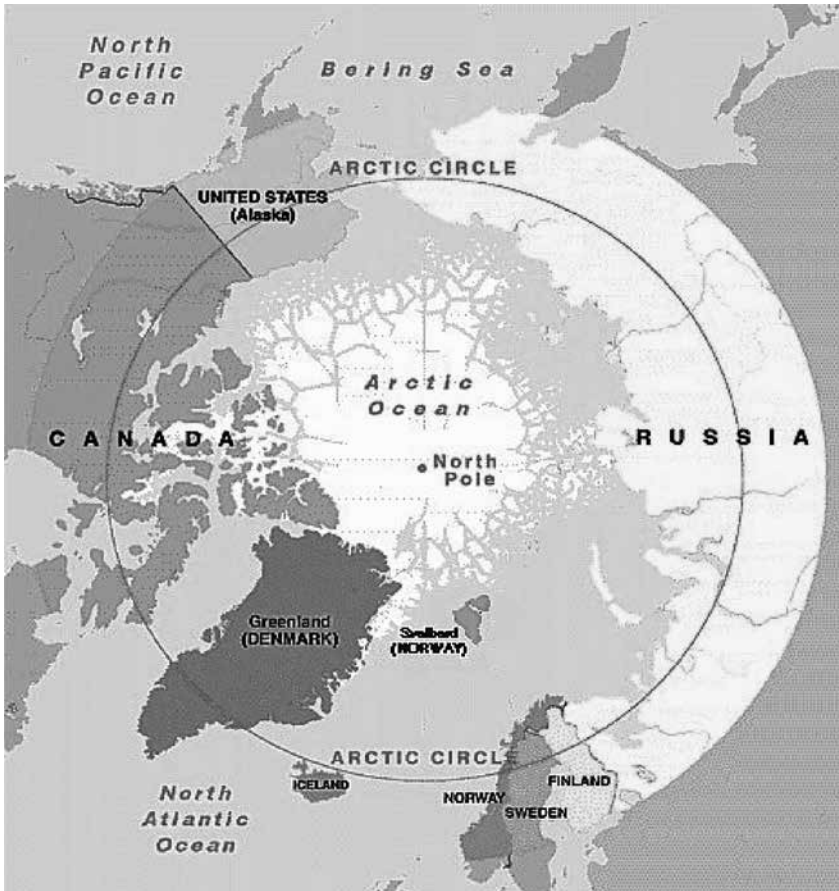 North
Pacific
Ocean
Bering Sea
ARCTIC CIRCLE
UNITED STATES
(Alaska)
Arctic
Ocean
CANADA
RUSSIA
North
Pole
Greenland
(DENMARK)
Svalbard
(NORWAY)
ARCTIC CIRCLE
ICELAND
FINLAND
NORWAY
SWEDEN
North
Atlantic
Ocean